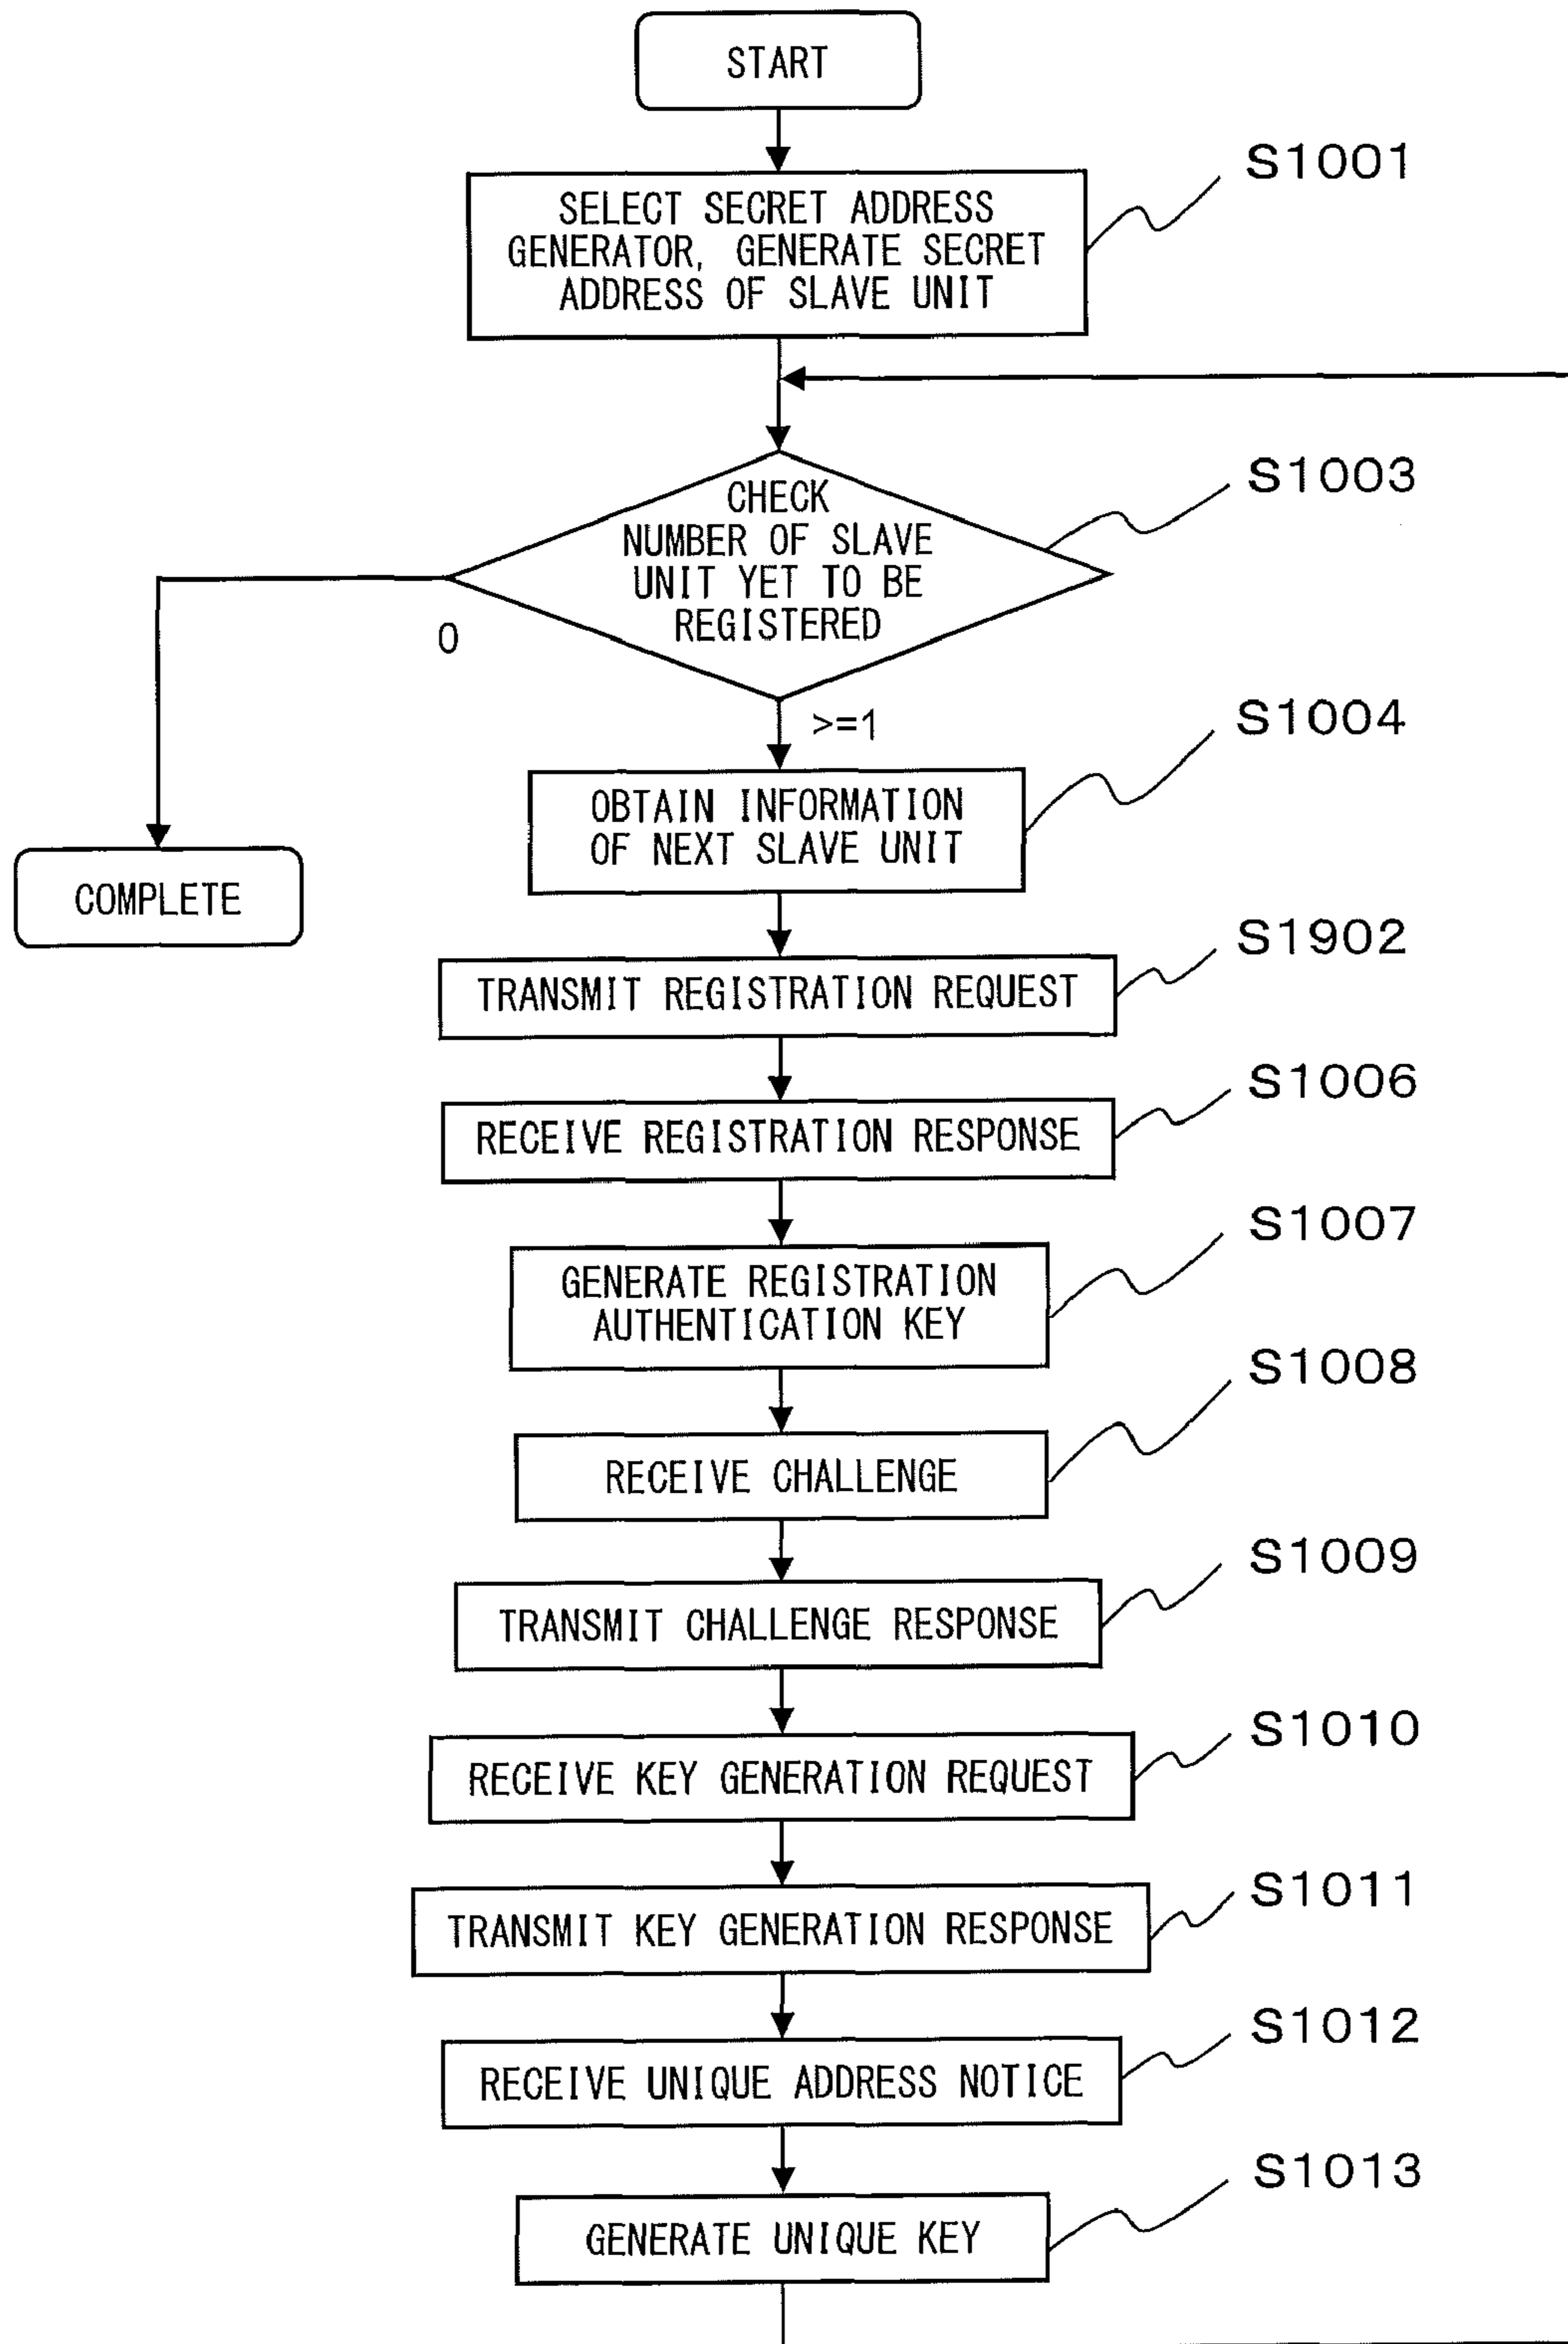 START
S1001
SELECT SECRET ADDRESS
GENERATOR, GENERATE SECRET
ADDRESS OF SLAVE UNIT
S1003
CHECK
NUMBER OF SLAVE
UNIT YET TO BE
REGISTERED
0
>=1
S1004
OBTAIN INFORMATION
OF NEXT SLAVE UNIT
COMPLETE
S1902
TRANSMIT REGISTRATION REQUEST
S1006
RECEIVE REGISTRATION RESPONSE
S1007
GENERATE REGISTRATION
AUTHENTICATION KEY
S1008
RECEIVE CHALLENGE
S1009
TRANSMIT CHALLENGE RESPONSE
S1010
RECEIVE KEY GENERATION REQUEST
S1011
TRANSMIT KEY GENERATION RESPONSE
S1012
RECEIVE UNIQUE ADDRESS NOTICE
S1013
GENERATE UNIQUE KEY